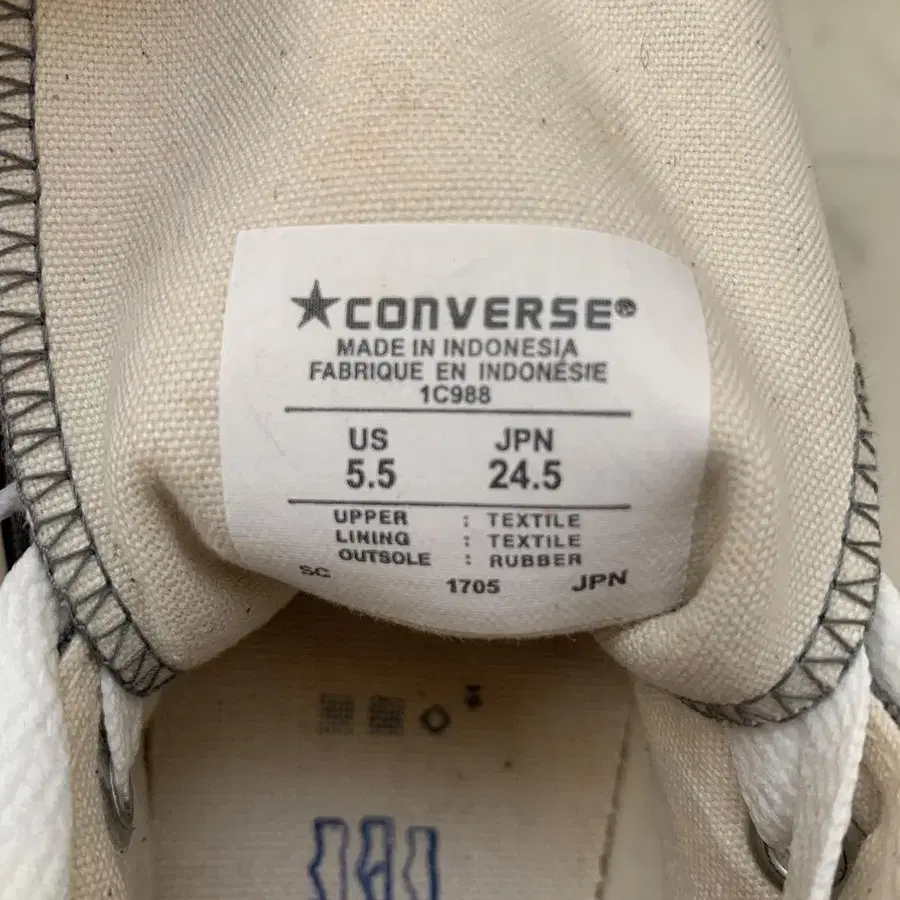 ★CONVERSE®
MADE IN INDONESIA
FABRIQUE EN INDONÉSIE
1C988
US JPN
5.5 24.5
UPPER : TEXTILE
LINING : TEXTILE
OUTSOLE : RUBBER
SC 1705 JPN